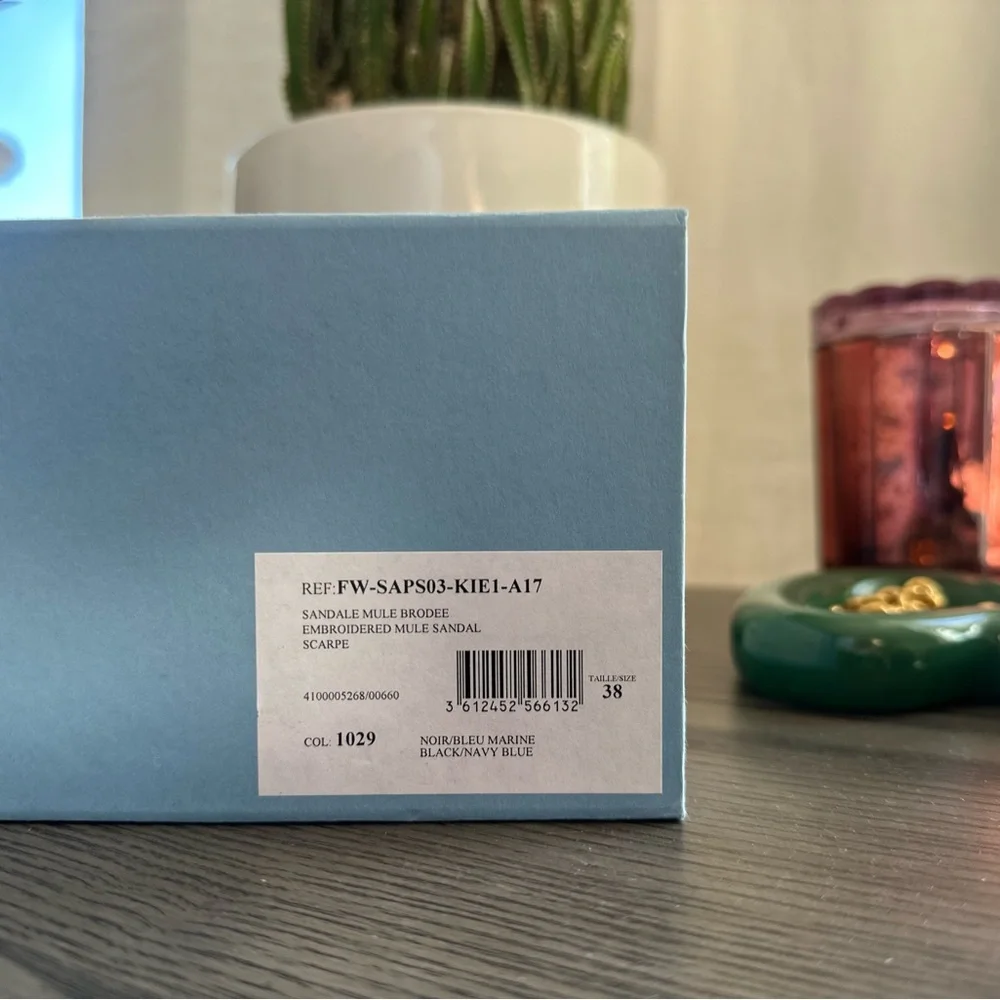 REF:FW-SAPS03-KIE1-A17
SANDALE MULE BRODEE
EMBROIDERED MULE SANDAL
SCARPE
4100005268/00660
3 612452 566132
TAILLE/SIZE
38
COL: 1029
NOIR/BLEU MARINE
BLACK/NAVY BLUE